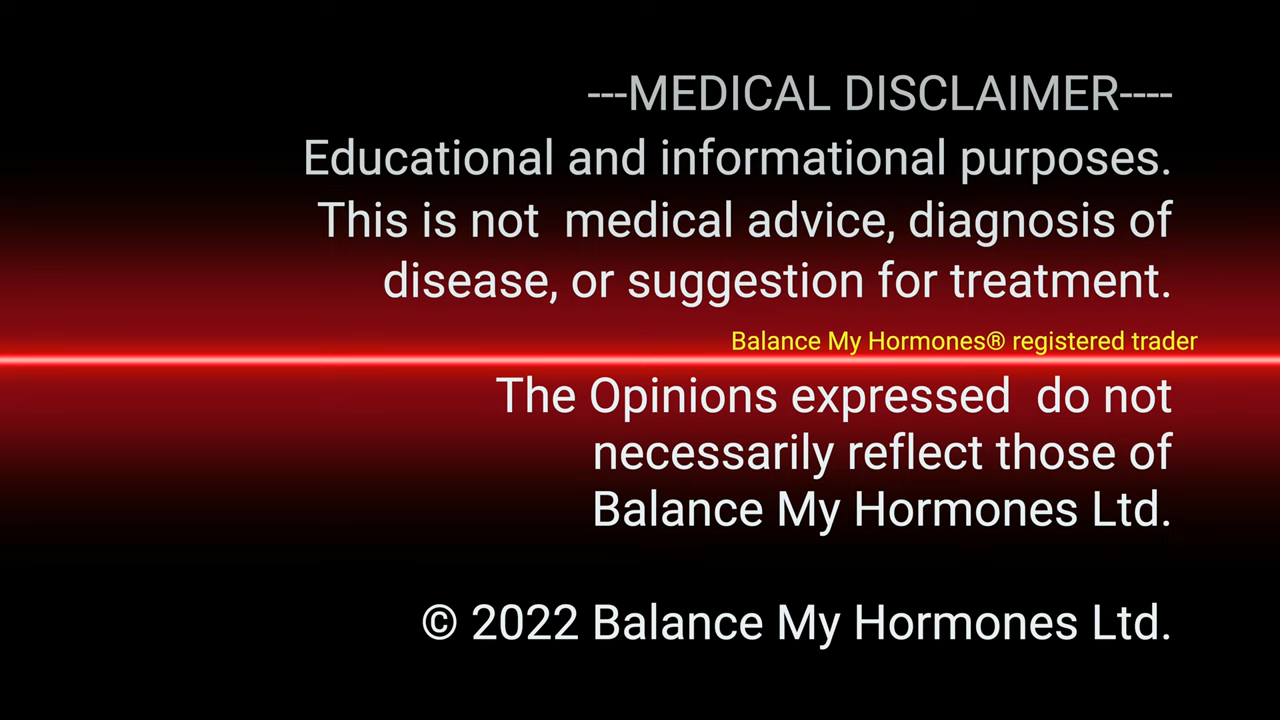 ---MEDICAL DISCLAIMER----
Educational and informational purposes.
This is not  medical advice, diagnosis of
disease, or suggestion for treatment.
Balance My Hormones® registered trader
The Opinions expressed  do not
necessarily reflect those of
Balance My Hormones Ltd.
© 2022 Balance My Hormones Ltd.